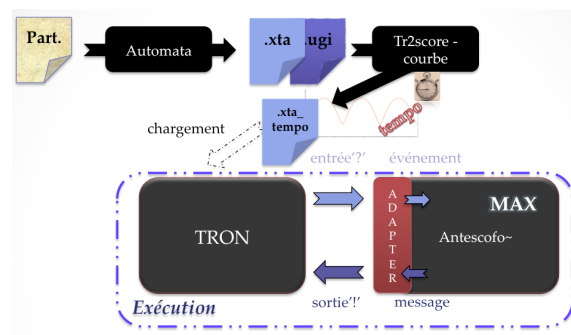 Part.
Automata
.xta
.ugi
Tr2score -
courbe
.xta_
tempo
tempo
chargement
entrée'?'
événement
TRON
ADAPTER
MAX
Antescofo~
sortie'!'
message
Exécution